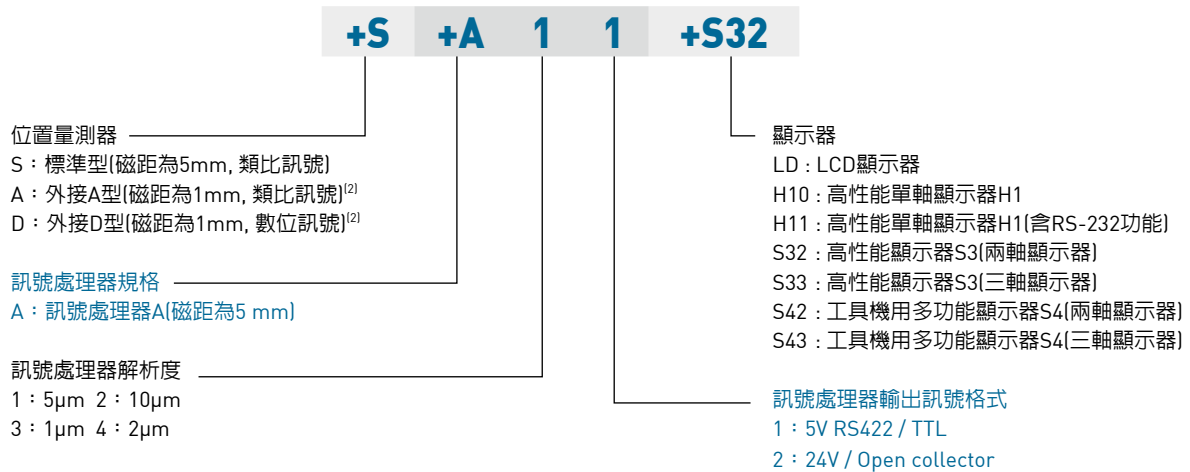 +S +A 1 1 +S32
位置量測器
S：標準型(磁距為5mm, 類比訊號)
A：外接A型(磁距為1mm, 類比訊號)(2)
D：外接D型(磁距為1mm, 數位訊號)(2)
訊號處理器規格
A：訊號處理器A(磁距為5 mm)
訊號處理器解析度
1：5µm 2：10µm
3：1µm 4：2µm
顯示器
LD : LCD顯示器
H10 : 高性能單軸顯示器H1
H11 : 高性能單軸顯示器H1(含RS-232功能)
S32 : 高性能顯示器S3(兩軸顯示器)
S33 : 高性能顯示器S3(三軸顯示器)
S42 : 工具機用多功能顯示器S4(兩軸顯示器)
S43 : 工具機用多功能顯示器S4(三軸顯示器)
訊號處理器輸出訊號格式
1：5V RS422 / TTL
2：24V / Open collector